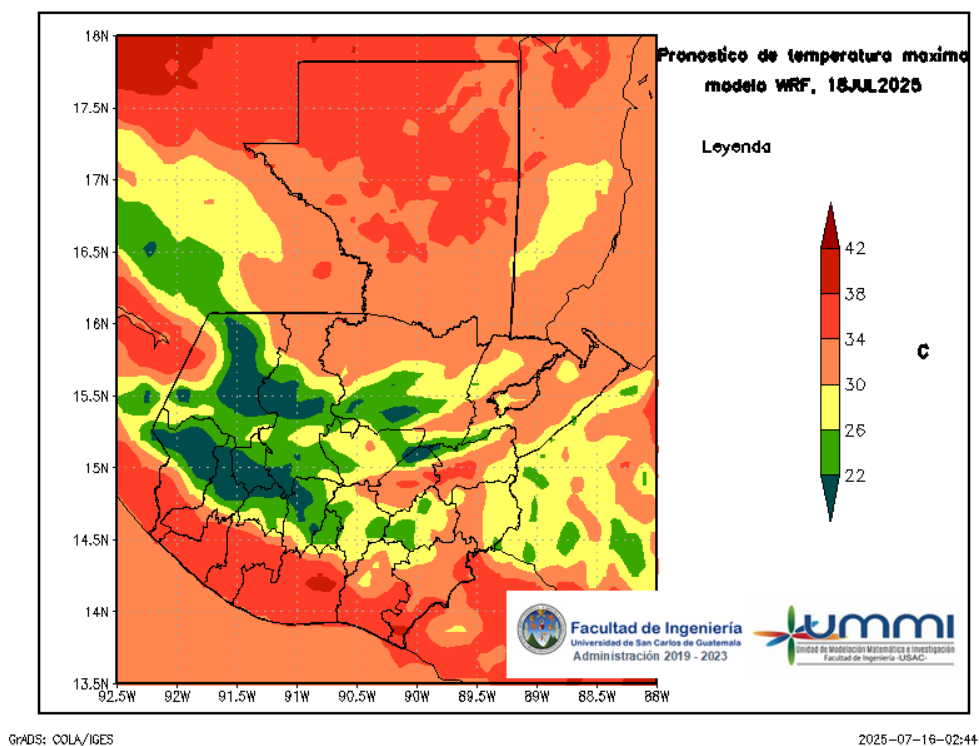 Pronostico de temperatura maxima
modelo WRF, 18JUL2025
Leyenda
42
38
34
30
26
22
C
18N
17.5N
17N
16.5N
16N
15.5N
15N
14.5N
14N
13.5N
92.5W 92W 91.5W 91W 90.5W 90W 89.5W 89W 88.5W 88W
Facultad de Ingeniería
Universidad de San Carlos de Guatemala
Administración 2019 - 2023
ummi
Unidad de Modelación Matemática e Investigación
Facultad de Ingeniería -USAC-
GrADS: COLA/IGES
2025-07-16-02:44